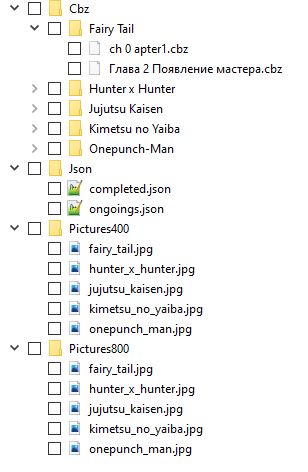 Cbz
Fairy Tail
ch 0 apter1.cbz
Глава 2 Появление мастера.cbz
Hunter x Hunter
Jujutsu Kaisen
Kimetsu no Yaiba
Onepunch-Man
Json
completed.json
ongoings.json
Pictures400
fairy_tail.jpg
hunter_x_hunter.jpg
jujutsu_kaisen.jpg
kimetsu_no_yaiba.jpg
onepunch_man.jpg
Pictures800
fairy_tail.jpg
hunter_x_hunter.jpg
jujutsu_kaisen.jpg
kimetsu_no_yaiba.jpg
onepunch_man.jpg